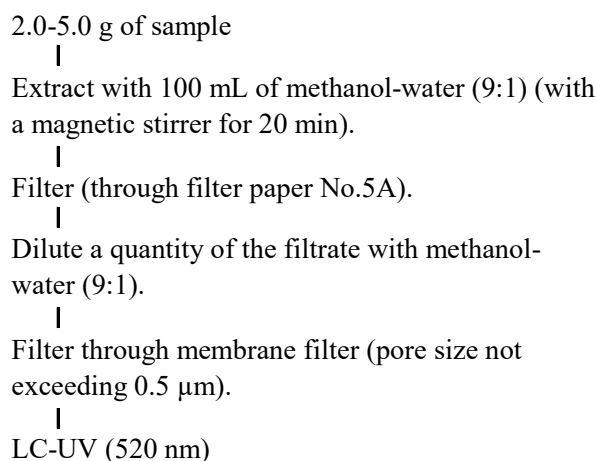 2.0-5.0 g of sample
Extract with 100 mL of methanol-water (9:1) (with
a magnetic stirrer for 20 min).
Filter (through filter paper No.5A).
Dilute a quantity of the filtrate with methanol-
water (9:1).
Filter through membrane filter (pore size not
exceeding 0.5 µm).
LC-UV (520 nm)